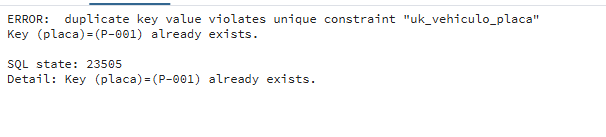 ERROR:  duplicate key value violates unique constraint "uk_vehiculo_placa"
Key (placa)=(P-001) already exists.
SQL state: 23505
Detail: Key (placa)=(P-001) already exists.